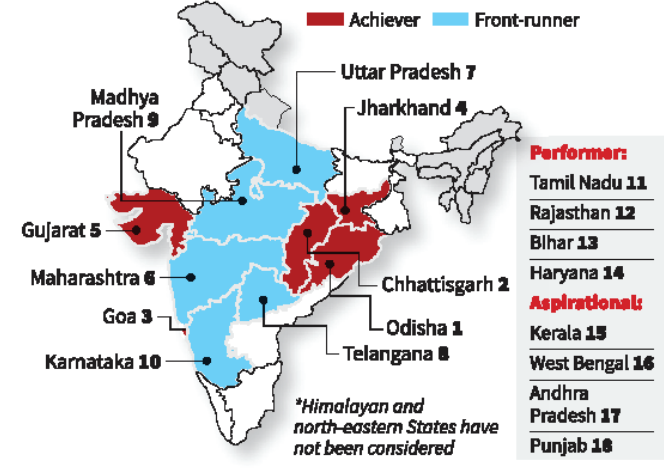 Achiever
Front-runner
Uttar Pradesh 7
Madhya
Pradesh 9
Jharkhand 4
Gujarat 5
Maharashtra 6
Goa 3
Karnataka 10
Chhattisgarh 2
Odisha 1
Telangana 8
*Himalayan and
north-eastern States have
not been considered
Performer:
Tamil Nadu 11
Rajasthan 12
Bihar 13
Haryana 14
Aspirational:
Kerala 15
West Bengal 16
Andhra
Pradesh 17
Punjab 18